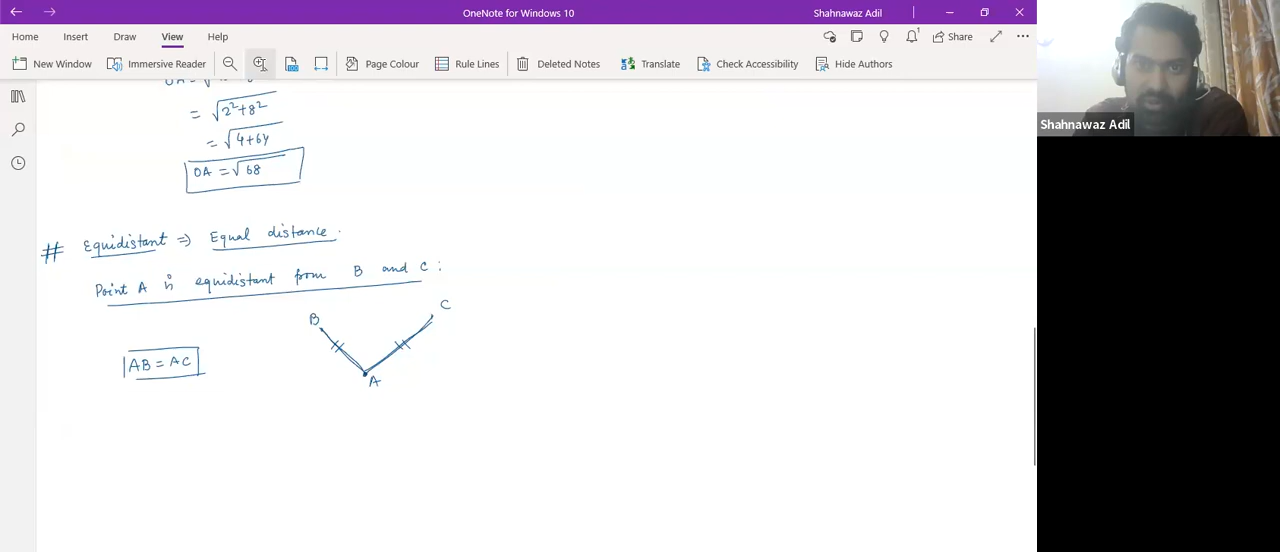 OneNote for Windows 10
Shahnawaz Adil
Home Insert Draw View Help
Share
New Window Immersive Reader Page Colour Rule Lines Deleted Notes Translate Check Accessibility Hide Authors
Shahnawaz Adil
= √2²+8²
= √4+64
OA = √68
# Equidistant ⇒ Equal distance.
Point A is equidistant from B and C :
B C
AB = AC
A